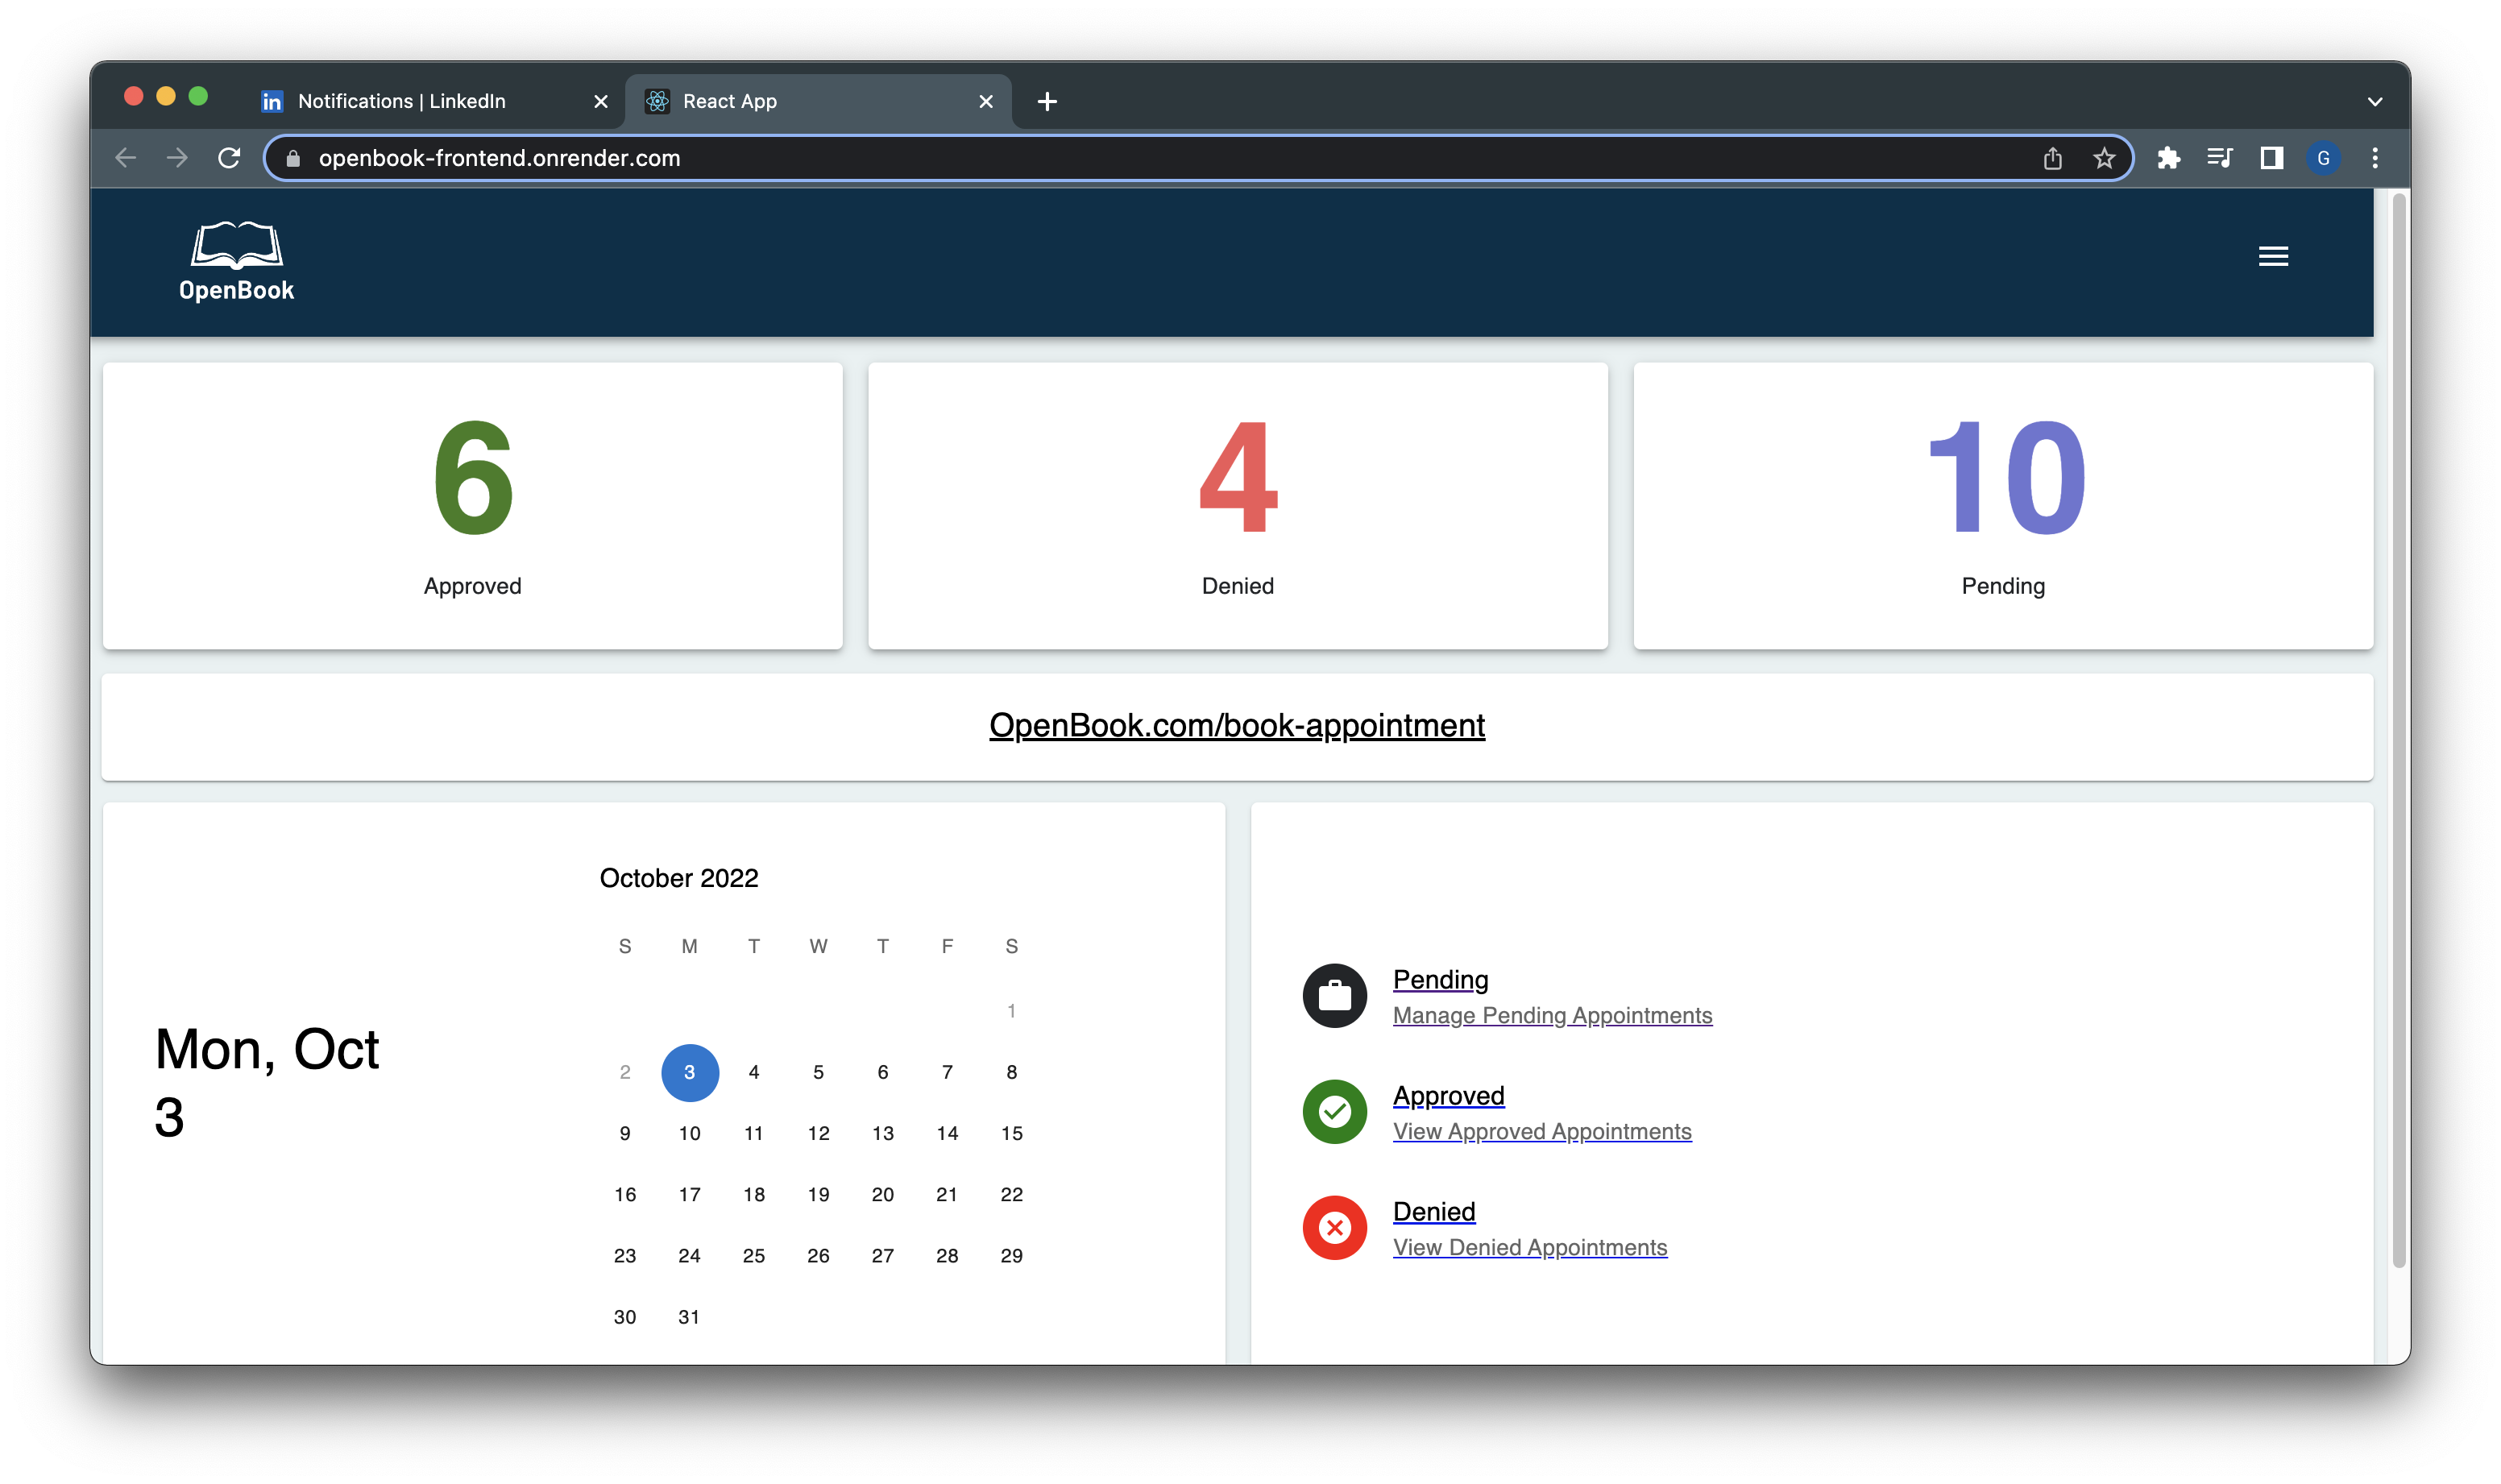 Notifications | LinkedIn
React App
openbook-frontend.onrender.com
G
OpenBook
6
Approved
4
Denied
10
Pending
OpenBook.com/book-appointment
Mon, Oct
3
October 2022
S M T W T F S
1
2 3 4 5 6 7 8
9 10 11 12 13 14 15
16 17 18 19 20 21 22
23 24 25 26 27 28 29
30 31
Pending
Manage Pending Appointments
Approved
View Approved Appointments
Denied
View Denied Appointments